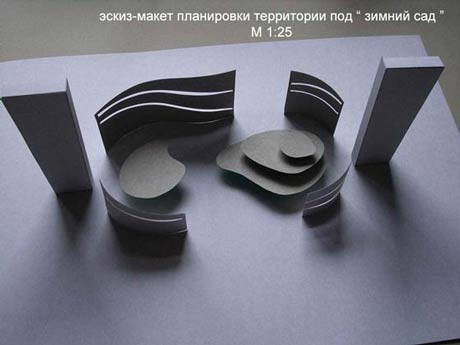 эскиз-макет планировки территории под “ зимний сад ”
М 1:25